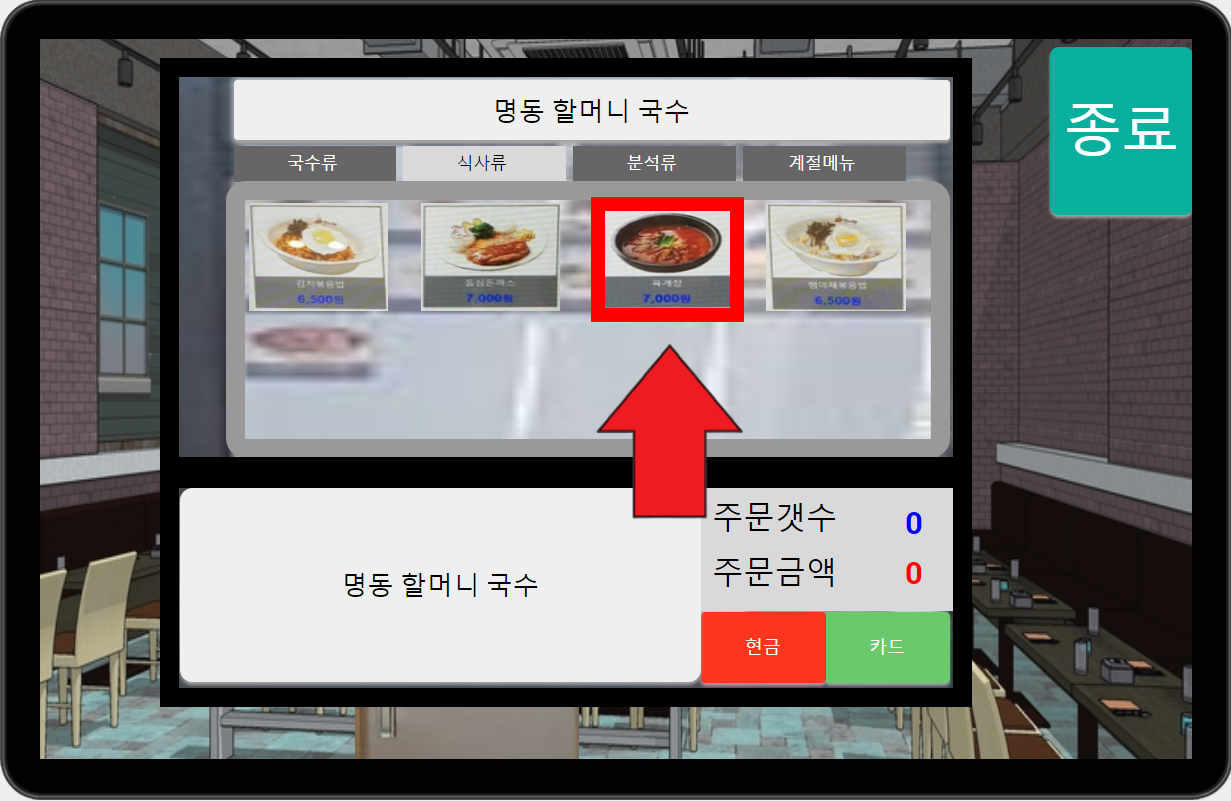 종료
명동 할머니 국수
국수류
식사류
분석류
계절메뉴
김치볶음밥
6,500원
등심돈까스
7,000원
육개장
7,000원
햄야채볶음밥
6,500원
주문갯수 0
주문금액 0
명동 할머니 국수
현금
카드